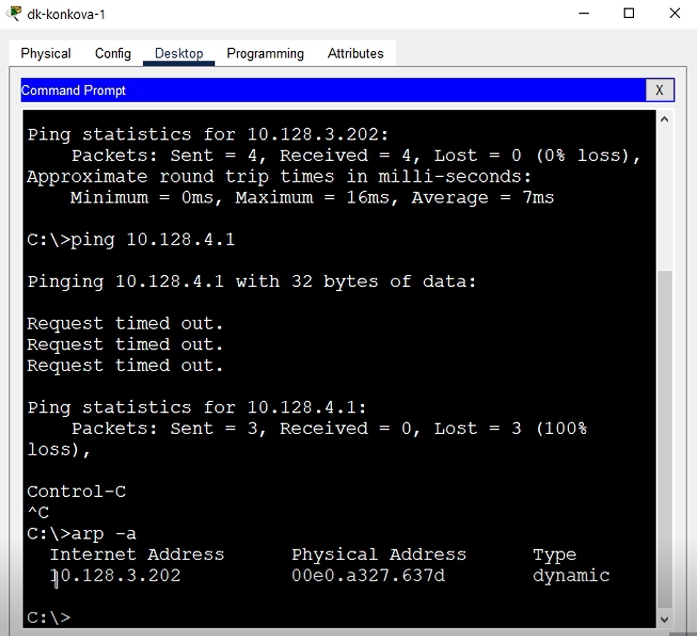 dk-konkova-1
Physical Config Desktop Programming Attributes
Command Prompt X
Ping statistics for 10.128.3.202:
Packets: Sent = 4, Received = 4, Lost = 0 (0% loss),
Approximate round trip times in milli-seconds:
Minimum = 0ms, Maximum = 16ms, Average = 7ms
C:\>ping 10.128.4.1
Pinging 10.128.4.1 with 32 bytes of data:
Request timed out.
Request timed out.
Request timed out.
Ping statistics for 10.128.4.1:
Packets: Sent = 3, Received = 0, Lost = 3 (100%
loss),
Control-C
^C
C:\>arp -a
Internet Address Physical Address Type
10.128.3.202 00e0.a327.637d dynamic
C:\>